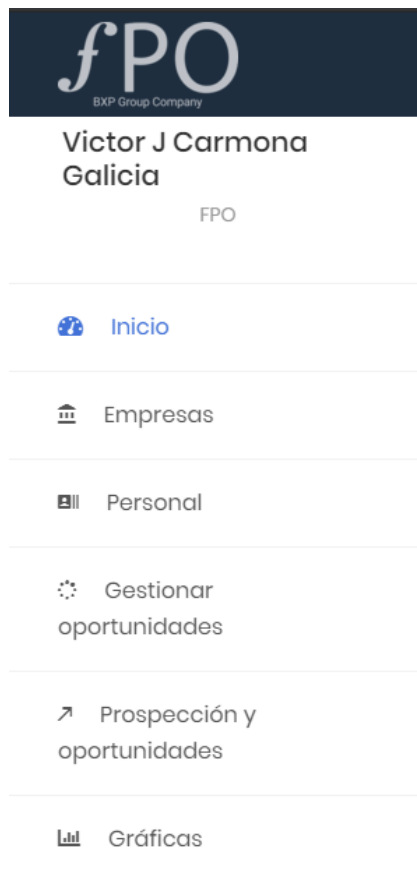 fPO
BXP Group Company
Victor J Carmona
Galicia
FPO
Inicio
Empresas
Personal
Gestionar
oportunidades
Prospección y
oportunidades
Gráficas